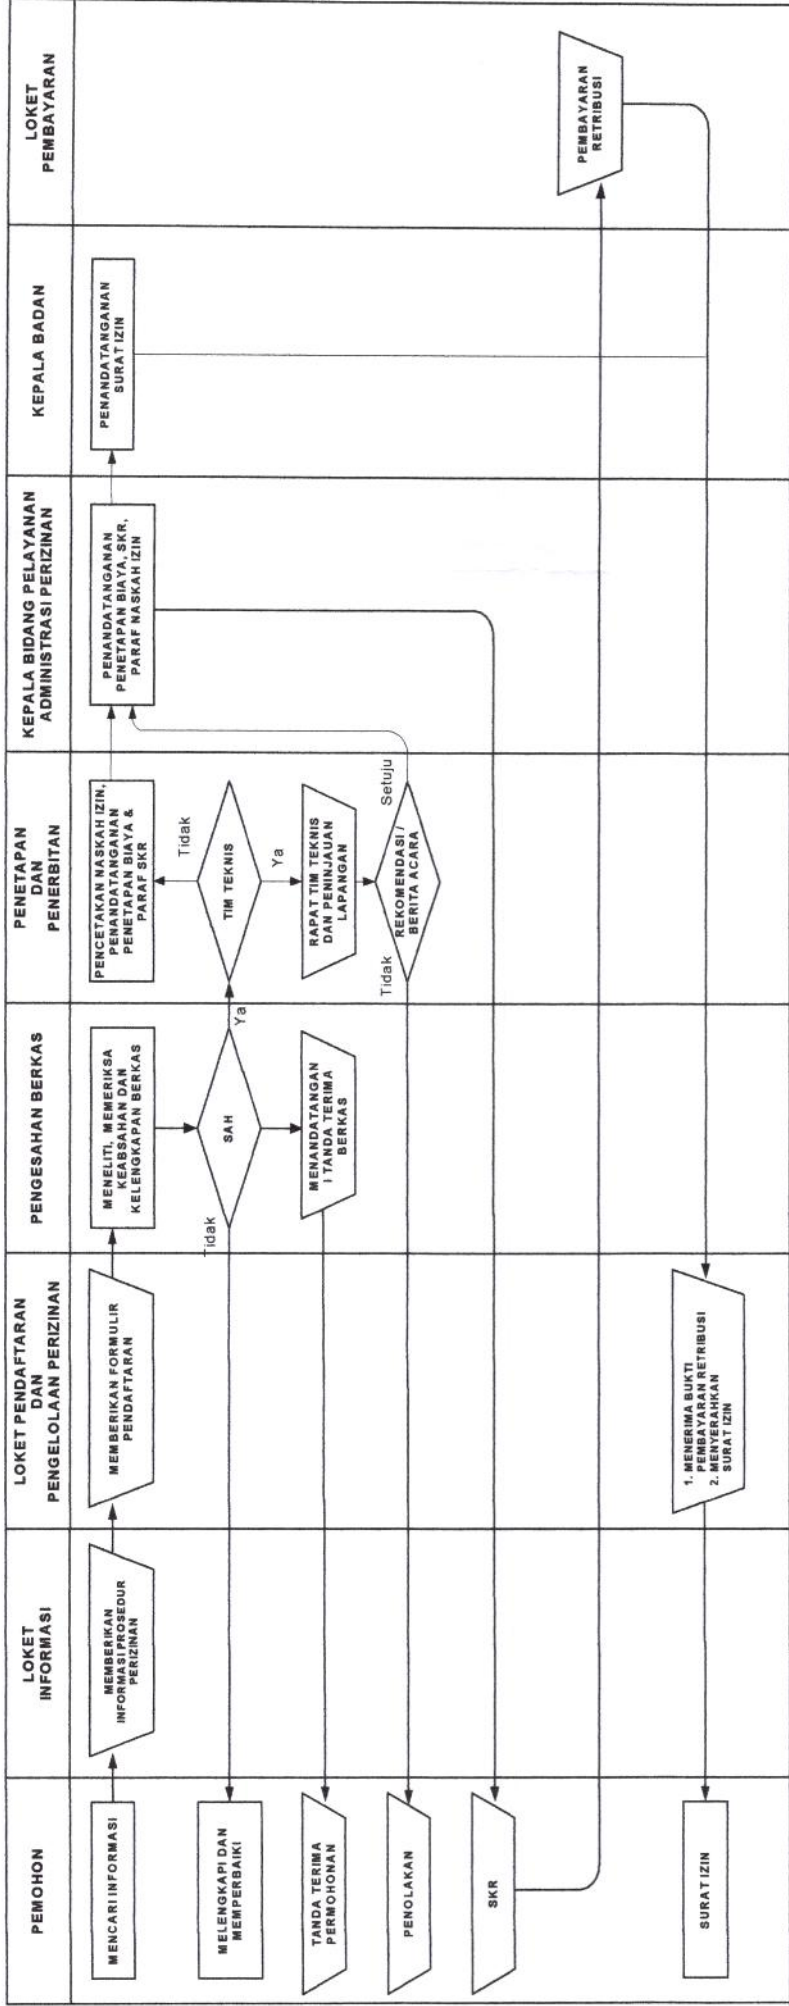 PEMOHON
LOKET
INFORMASI
LOKET PENDAFTARAN
DAN
PENGELOLAAN PERIZINAN
PENGESAHAN BERKAS
PENETAPAN
DAN
PENERBITAN
KEPALA BIDANG PELAYANAN
ADMINISTRASI PERIZINAN
KEPALA BADAN
LOKET
PEMBAYARAN
MENCARI INFORMASI
MEMBERIKAN
INFORMASI PROSEDUR
PERIZINAN
MEMBERIKAN FORMULIR
PENDAFTARAN
MENELITI, MEMERIKSA
KEABSAHAN DAN
KELENGKAPAN BERKAS
PENCETAKAN NASKAH IZIN,
PENANDATANGANAN
PENETAPAN BIAYA &
PARAF SKR
PENANDATANGANAN
PENETAPAN BIAYA, SKR,
PARAF NASKAH IZIN
PENANDATANGANAN
SURAT IZIN
Tidak
MELENGKAPI DAN
MEMPERBAIKI
Tidak
SAH
Ya
TIM TEKNIS
Ya
TANDA TERIMA
PERMOHONAN
MENANDATANGAN
I TANDA TERIMA
BERKAS
RAPAT TIM TEKNIS
DAN PENINJAUAN
LAPANGAN
PENOLAKAN
Tidak
REKOMENDASI /
BERITA ACARA
Setuju
SKR
PEMBAYARAN
RETRIBUSI
SURAT IZIN
1. MENERIMA BUKTI
PEMBAYARAN RETRIBUSI
2. MENYERAHKAN
SURAT IZIN